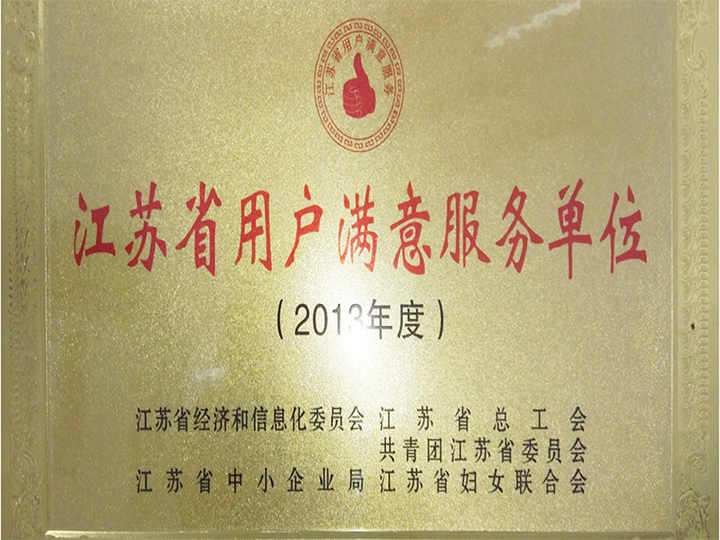 江苏省用户满意服务
江苏省用户满意服务单位
（2013年度）
江苏省经济和信息化委员会 江苏省总工会
共青团江苏省委员会
江苏省中小企业局 江苏省妇女联合会